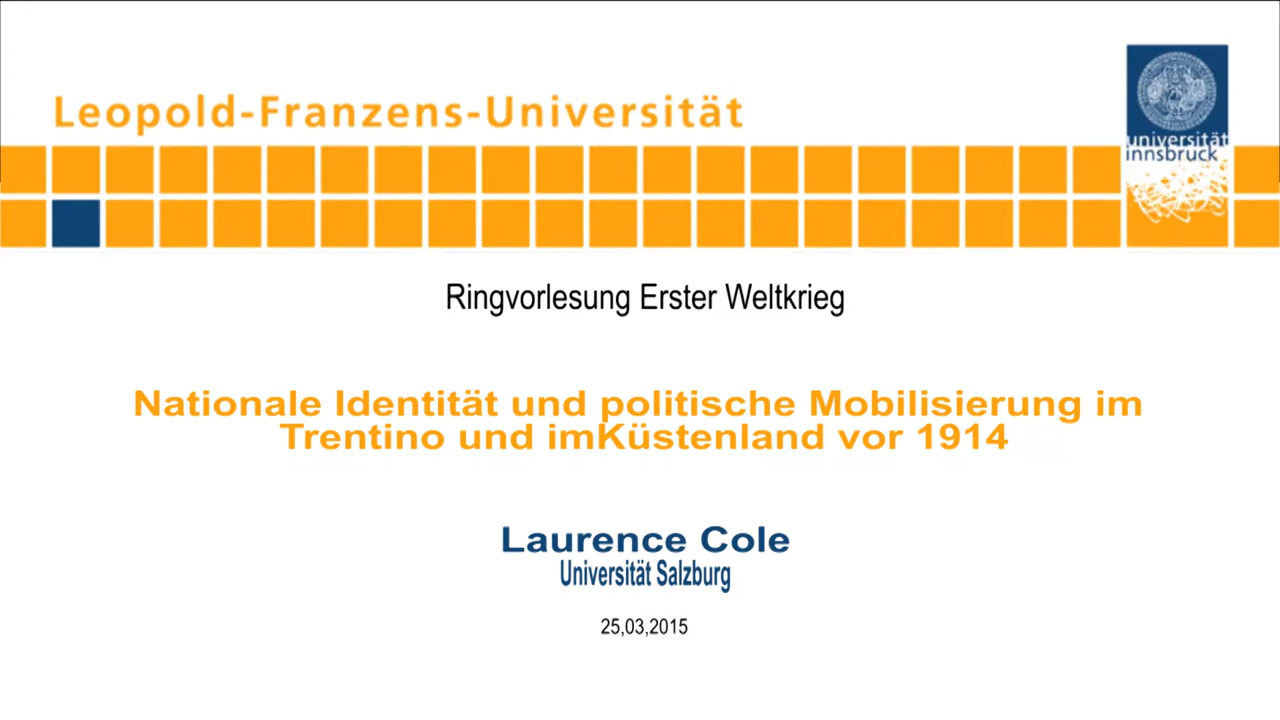 Leopold-Franzens-Universität
universität
innsbruck
Ringvorlesung Erster Weltkrieg
Nationale Identität und politische Mobilisierung im
Trentino und imKüstenland vor 1914
Laurence Cole
Universität Salzburg
25,03,2015